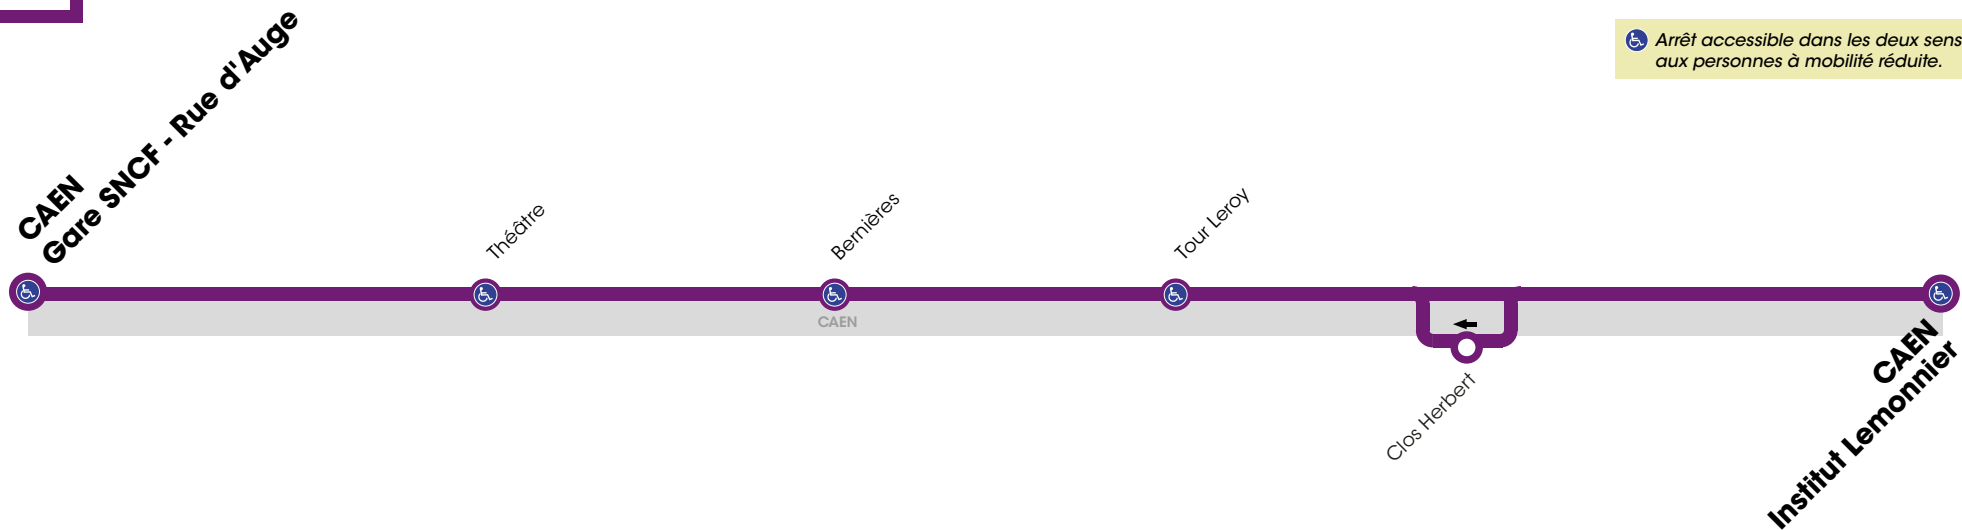 Arrêt accessible dans les deux sens
aux personnes à mobilité réduite.
CAEN
Gare SNCF - Rue d'Auge
Théâtre
Bernières
Tour Leroy
CAEN
Clos Herbert
CAEN
Institut Lemonnier